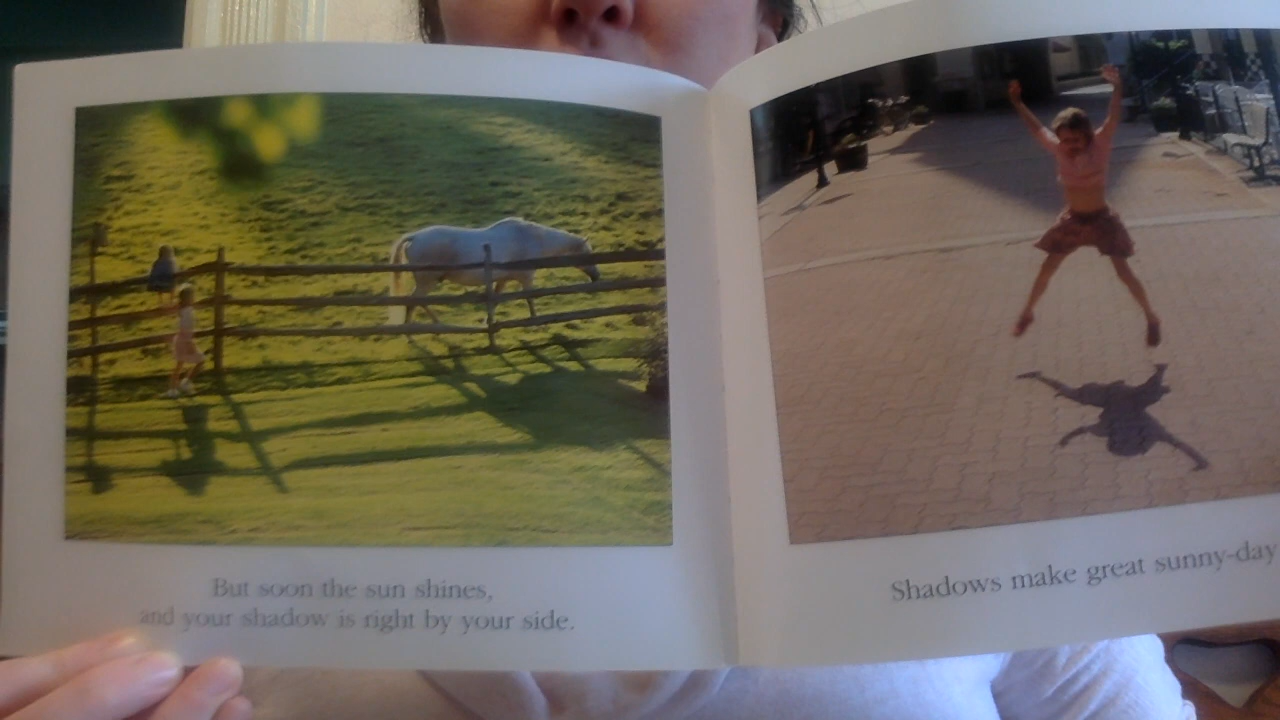 But soon the sun shines,
and your shadow is right by your side.
Shadows make great sunny-day